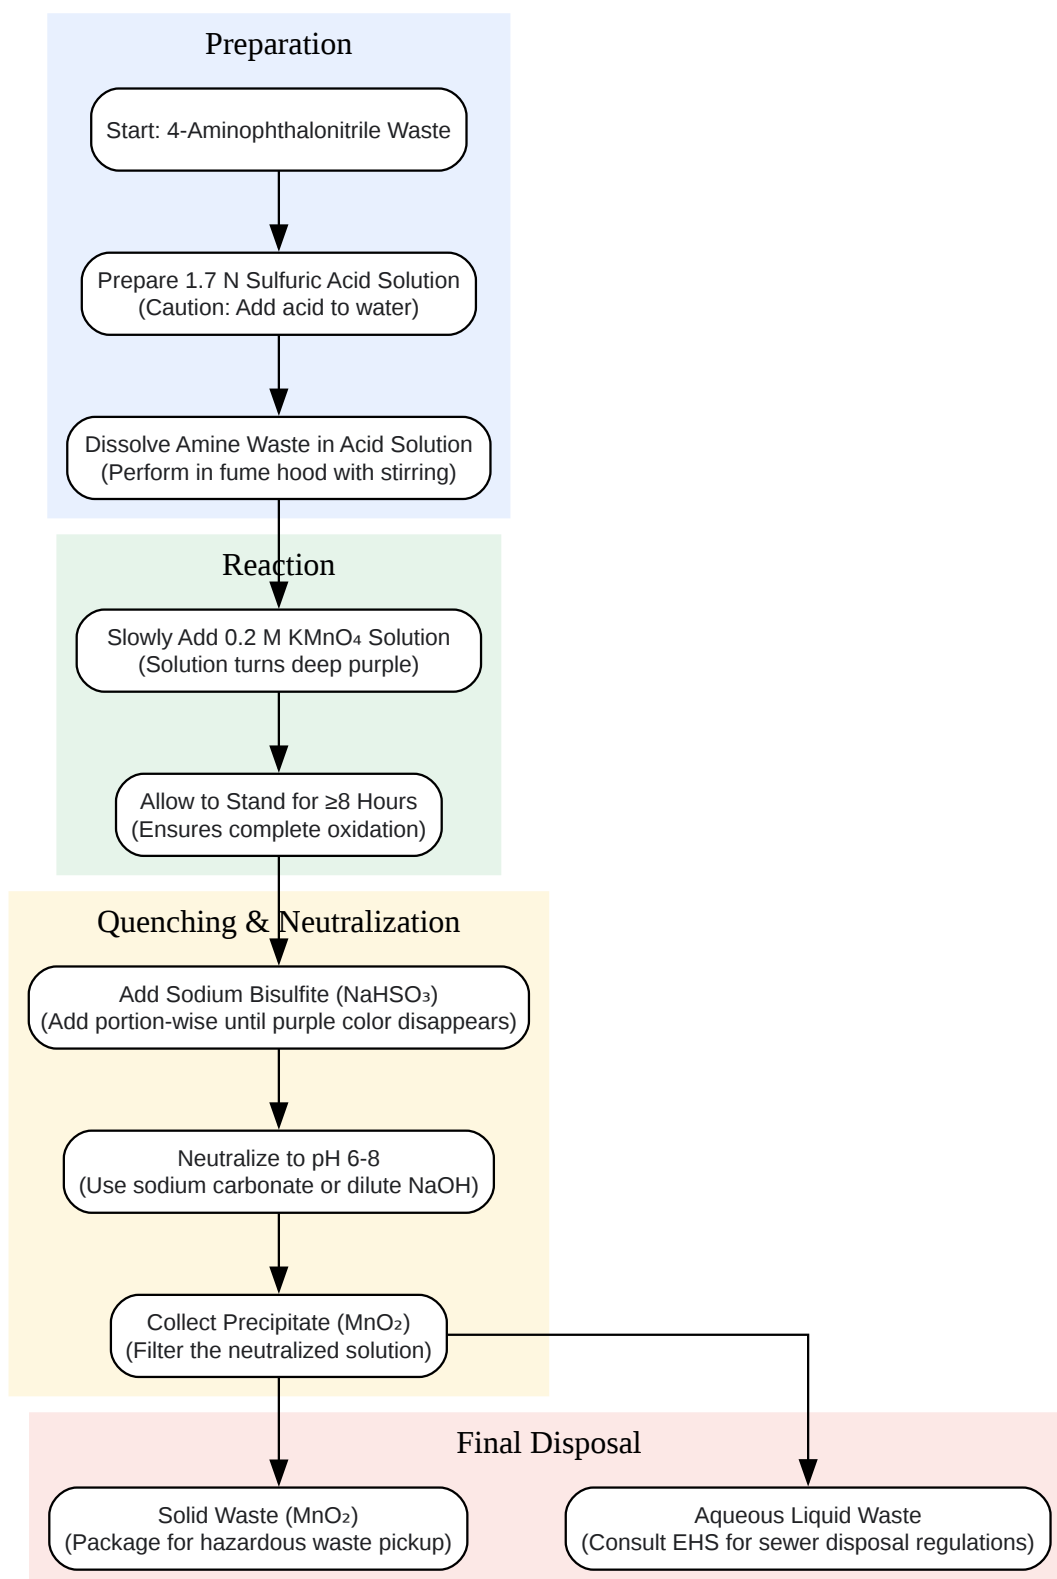 Preparation
Start: 4-Aminophthalonitrile Waste
Prepare 1.7 N Sulfuric Acid Solution
(Caution: Add acid to water)
Dissolve Amine Waste in Acid Solution
(Perform in fume hood with stirring)
Reaction
Slowly Add 0.2 M KMnO₄ Solution
(Solution turns deep purple)
Allow to Stand for ≥8 Hours
(Ensures complete oxidation)
Quenching & Neutralization
Add Sodium Bisulfite (NaHSO₃)
(Add portion-wise until purple color disappears)
Neutralize to pH 6-8
(Use sodium carbonate or dilute NaOH)
Collect Precipitate (MnO₂)
(Filter the neutralized solution)
Final Disposal
Solid Waste (MnO₂)
(Package for hazardous waste pickup)
Aqueous Liquid Waste
(Consult EHS for sewer disposal regulations)